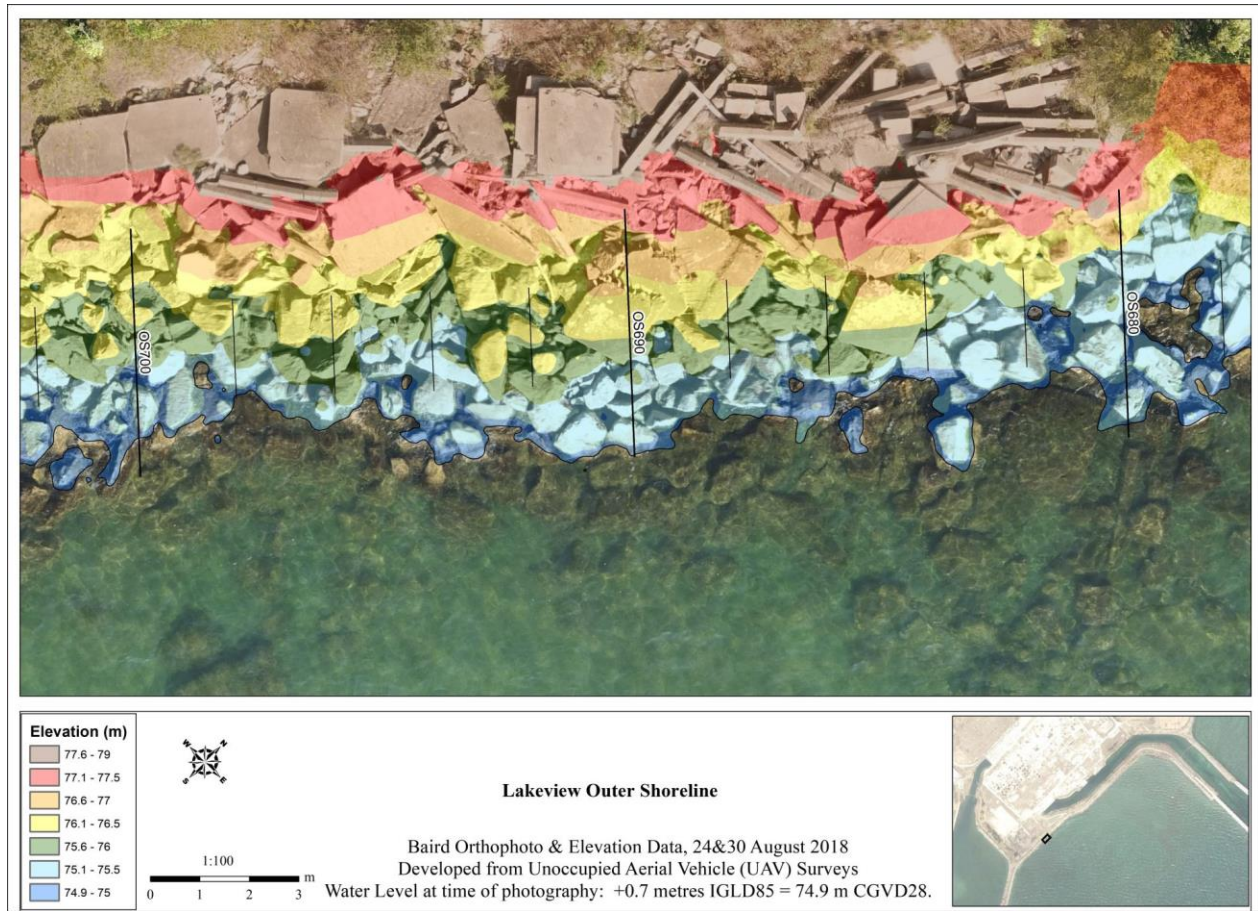 OS700
OS690
OS680
Elevation (m)
77.6 - 79
77.1 - 77.5
76.6 - 77
76.1 - 76.5
75.6 - 76
75.1 - 75.5
74.9 - 75
W N
S E
1:100
0 1 2 3 m
Lakeview Outer Shoreline
Baird Orthophoto & Elevation Data, 24&30 August 2018
Developed from Unoccupied Aerial Vehicle (UAV) Surveys
Water Level at time of photography: +0.7 metres IGLD85 = 74.9 m CGVD28.